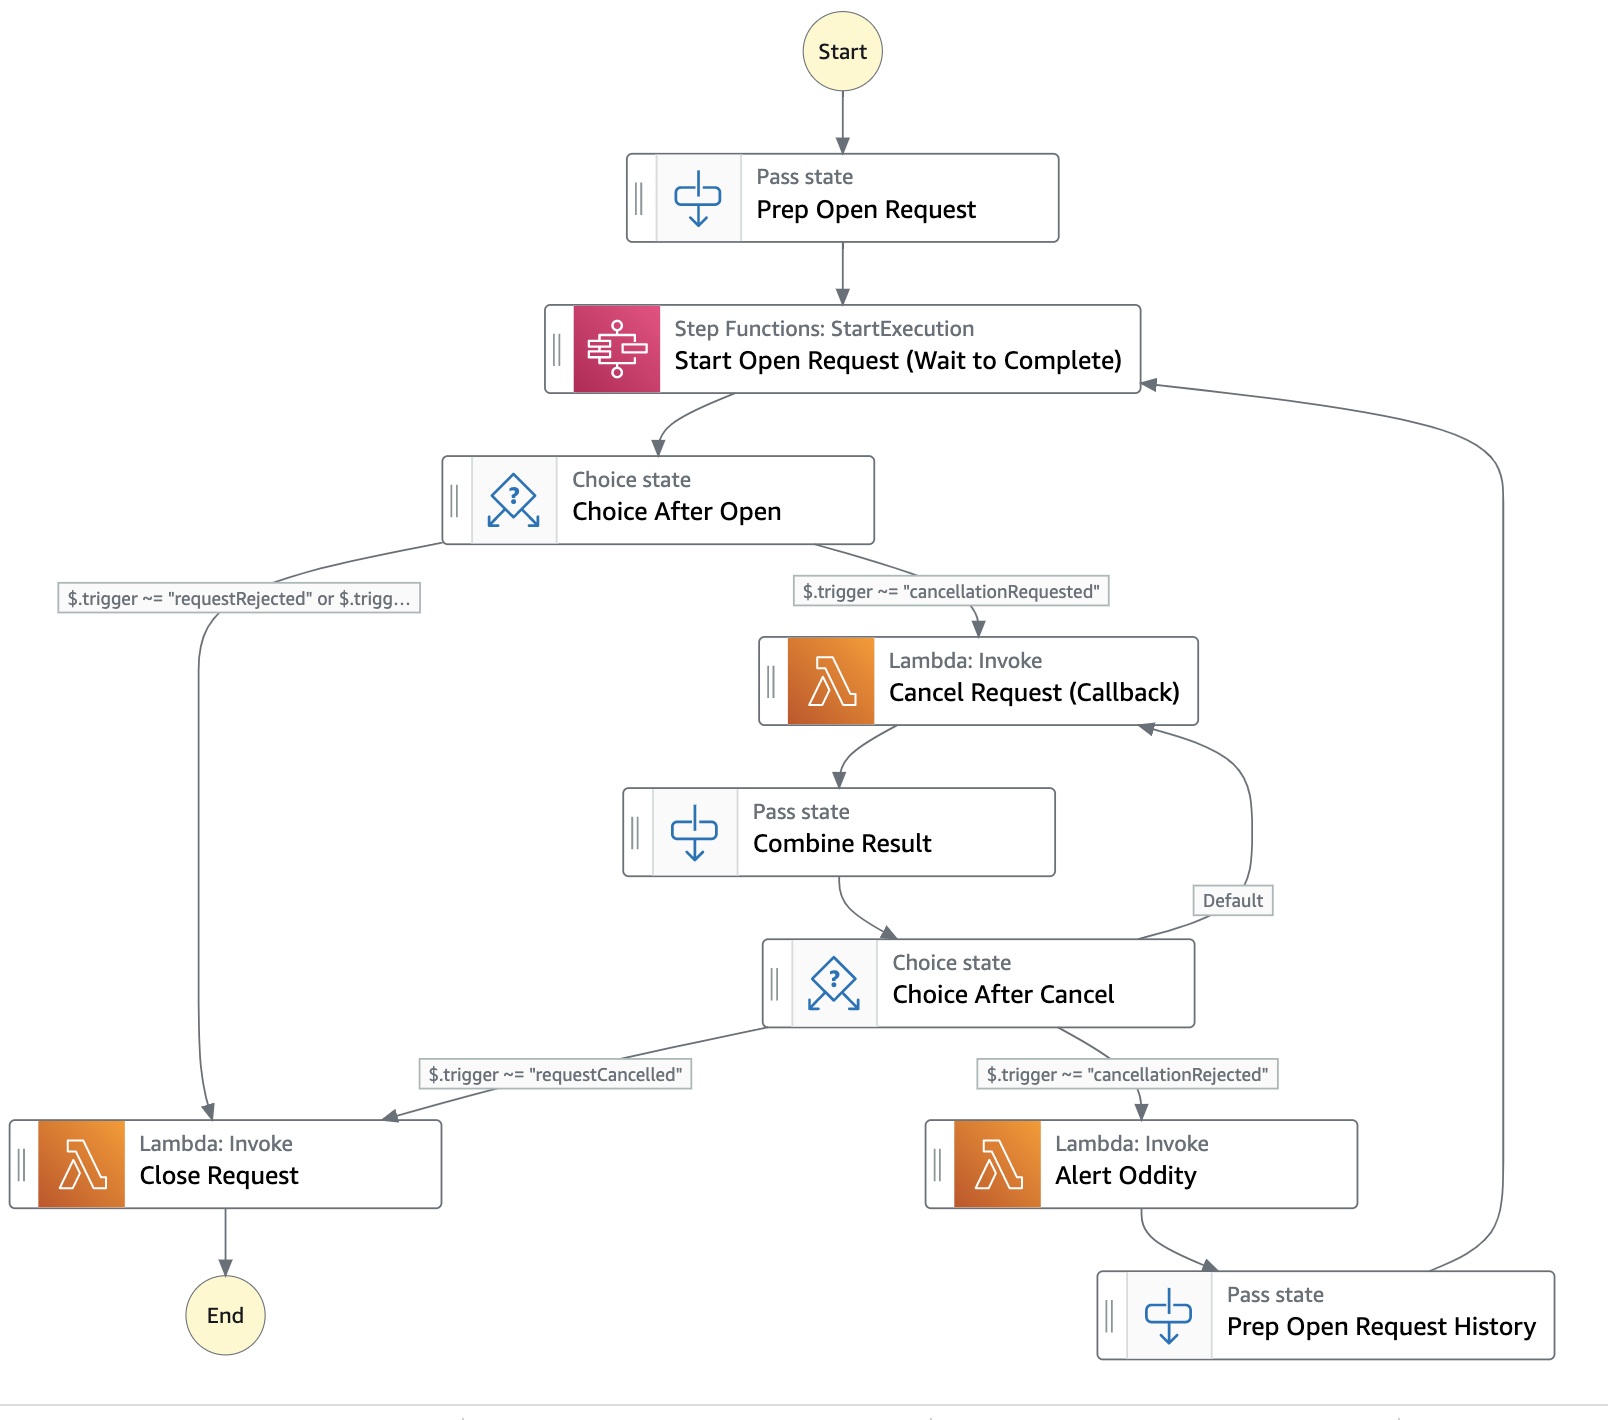 Start
Pass state
Prep Open Request
Step Functions: StartExecution
Start Open Request (Wait to Complete)
Choice state
?
Choice After Open
$.trigger ~= "requestRejected" or $.trigg...
$.trigger ~= "cancellationRequested"
Lambda: Invoke
Cancel Request (Callback)
Pass state
Combine Result
Default
Choice state
?
Choice After Cancel
$.trigger ~= "requestCancelled"
$.trigger ~= "cancellationRejected"
Lambda: Invoke
Close Request
Lambda: Invoke
Alert Oddity
End
Pass state
Prep Open Request History